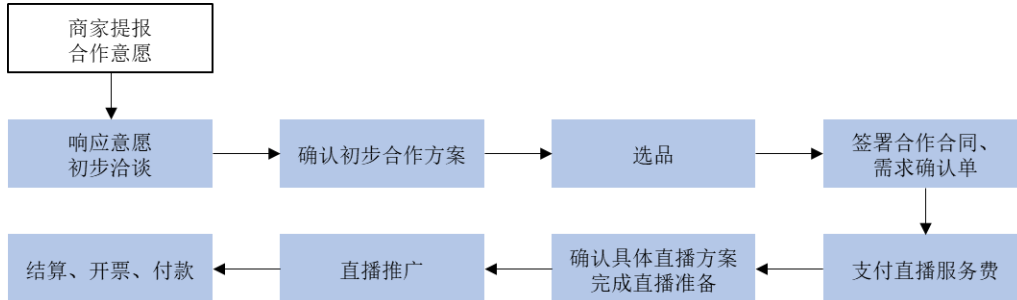 商家提报
合作意愿
响应意愿
初步洽谈
确认初步合作方案
选品
签署合作合同、
需求确认单
支付直播服务费
确认具体直播方案
完成直播准备
直播推广
结算、开票、付款